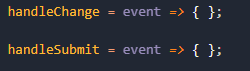 handleChange = event => { };
handleSubmit = event => { };